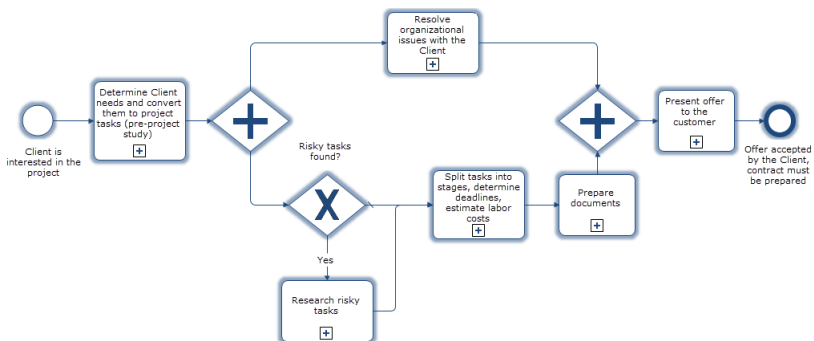 Client is
interested in the
project
Determine Client
needs and convert
them to project
tasks (pre-project
study)
Resolve
organizational
issues with the
Client
Risky tasks
found?
Yes
Research risky
tasks
Split tasks into
stages, determine
deadlines,
estimate labor
costs
Prepare
documents
Present offer
to the
customer
Offer accepted
by the Client,
contract must
be prepared